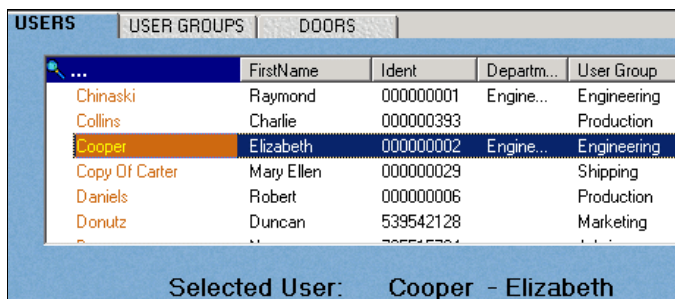 USERS USER GROUPS DOORS
... FirstName Ident Departm... User Group
Chinaski Raymond 000000001 Engine... Engineering
Collins Charlie 000000393 Production
Cooper Elizabeth 000000002 Engine... Engineering
Copy Of Carter Mary Ellen 000000029 Shipping
Daniels Robert 000000006 Production
Donutz Duncan 539542128 Marketing
Selected User: Cooper - Elizabeth